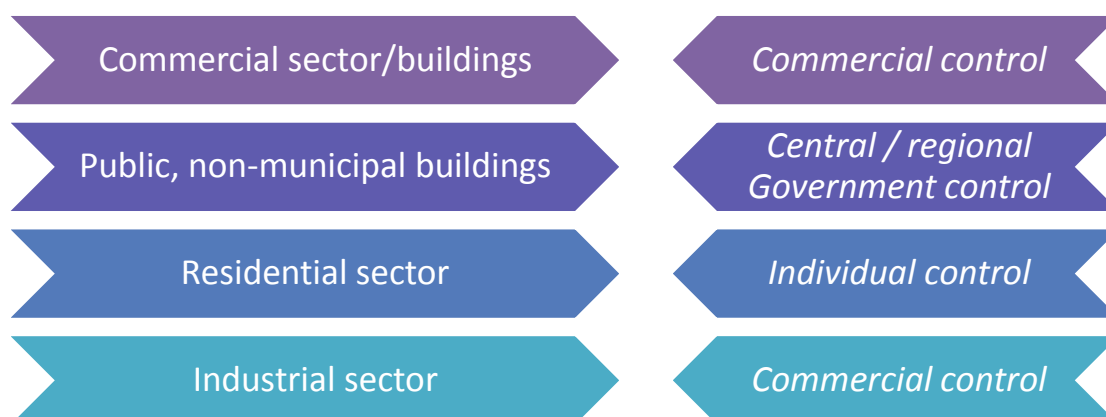 Commercial sector/buildings
Commercial control
Public, non-municipal buildings
Central / regional
Government control
Residential sector
Individual control
Industrial sector
Commercial control